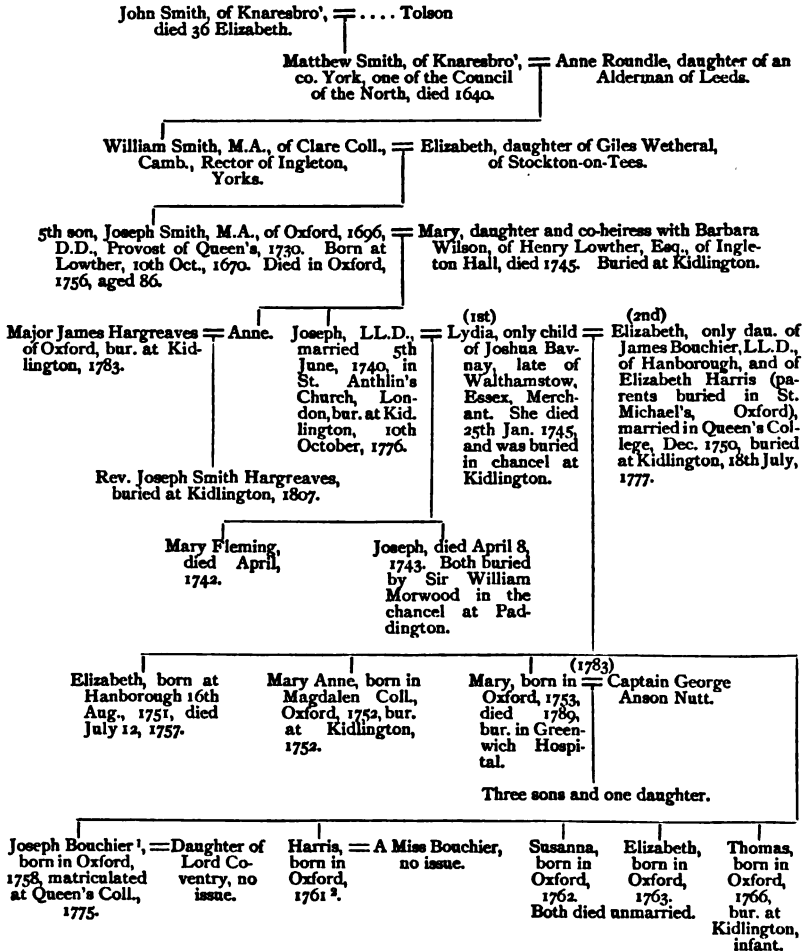 John Smith, of Knaresbro', = .... Tolson
died 36 Elizabeth.
Matthew Smith, of Knaresbro', = Anne Roundle, daughter of an
co. York, one of the Council
Alderman of Leeds.
of the North, died 1640.
William Smith, M.A., of Clare Coll., = Elizabeth, daughter of Giles Wetheral,
Camb., Rector of Ingleton,
Yorks.
of Stockton-on-Tees.
5th son, Joseph Smith, M.A., of Oxford, 1696,
D.D., Provost of Queen's, 1730. Born at
Lowther, 10th Oct., 1670. Died in Oxford,
1756, aged 86.
= Mary, daughter and co-heiress with Barbara
Wilson, of Henry Lowther, Esq., of Ingle-
ton Hall, died 1745. Buried at Kidlington.
Major James Hargreaves
of Oxford, bur. at Kid-
lington, 1783.
= Anne.
Joseph, LL.D.,
married 5th
June, 1740, in
St. Anthlin's
Church, Lon-
don, bur. at Kid-
lington, 10th
October, 1776.
=
(1st)
Lydia, only child
of Joshua Bav-
nay, late of
Walthamstow,
Essex, Merch-
ant. She died
25th Jan. 1745,
and was buried
in chancel at
Kidlington.
=
(2nd)
Elizabeth, only dau. of
James Bouchier, LL.D.,
of Hanborough, and of
Elizabeth Harris (pa-
rents buried in St.
Michael's, Oxford),
married in Queen's Col-
lege, Dec. 1750, buried
at Kidlington, 18th July,
1777.
Rev. Joseph Smith Hargreaves,
buried at Kidlington, 1807.
Mary Fleming,
died April,
1742.
Joseph, died April 8,
1743. Both buried
by Sir William
Morwood in the
chancel at Pad-
dington.
Elizabeth, born at
Hanborough 16th
Aug., 1751, died
July 12, 1757.
Mary Anne, born in
Magdalen Coll.,
Oxford, 1752, bur.
at Kidlington,
1752.
Mary, born in
Oxford, 1753,
died 1789,
bur. in Green-
wich Hospi-
tal.
(1783)
= Captain George
Anson Nutt.
Three sons and one daughter.
Joseph Bouchier ¹,
born in Oxford,
1758, matriculated
at Queen's Coll.,
1775.
= Daughter of
Lord Co-
ventry, no
issue.
Harris,
born in
Oxford,
1761 ².
= A Miss Bouchier,
no issue.
Susanna,
born in
Oxford,
1762.
Elizabeth,
born in
Oxford,
1763.
Both died unmarried.
Thomas,
born in
Oxford,
1766,
bur. at
Kidlington,
infant.